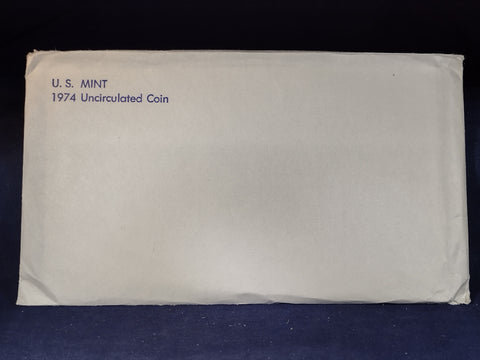 U. S. MINT
1974 Uncirculated Coin